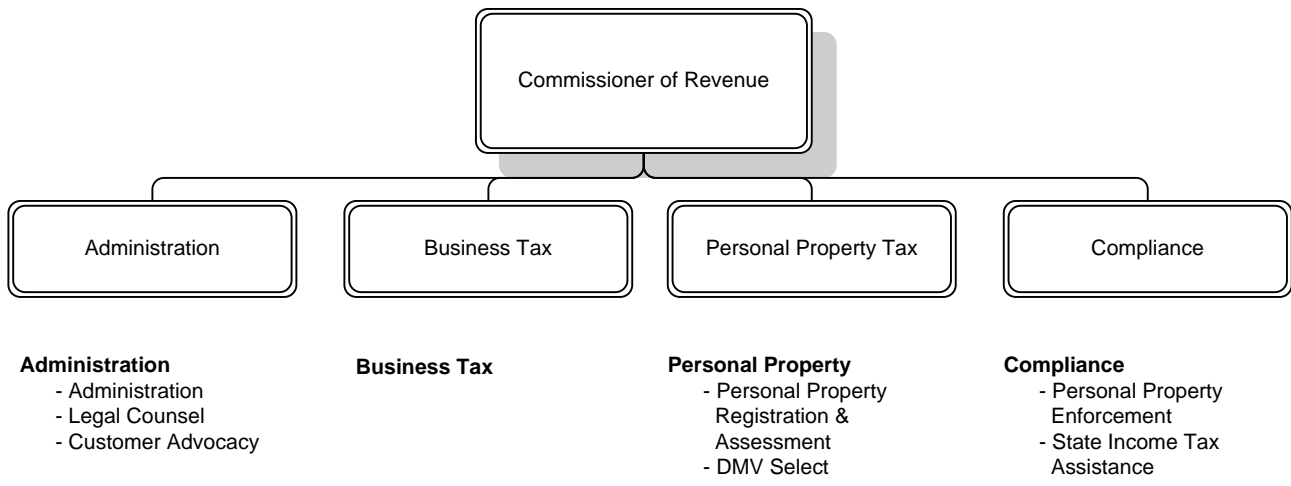 Commissioner of Revenue
Administration
Business Tax
Personal Property Tax
Compliance
Administration
- Administration
- Legal Counsel
- Customer Advocacy
Business Tax
Personal Property
- Personal Property
Registration &
Assessment
- DMV Select
Compliance
- Personal Property
Enforcement
- State Income Tax
Assistance